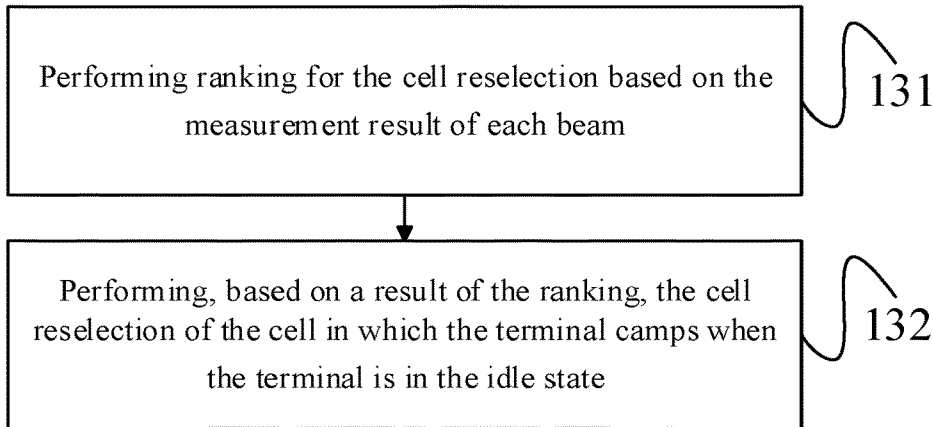 Performing ranking for the cell reselection based on the
measurement result of each beam
131
Performing, based on a result of the ranking, the cell
reselection of the cell in which the terminal camps when
the terminal is in the idle state
132